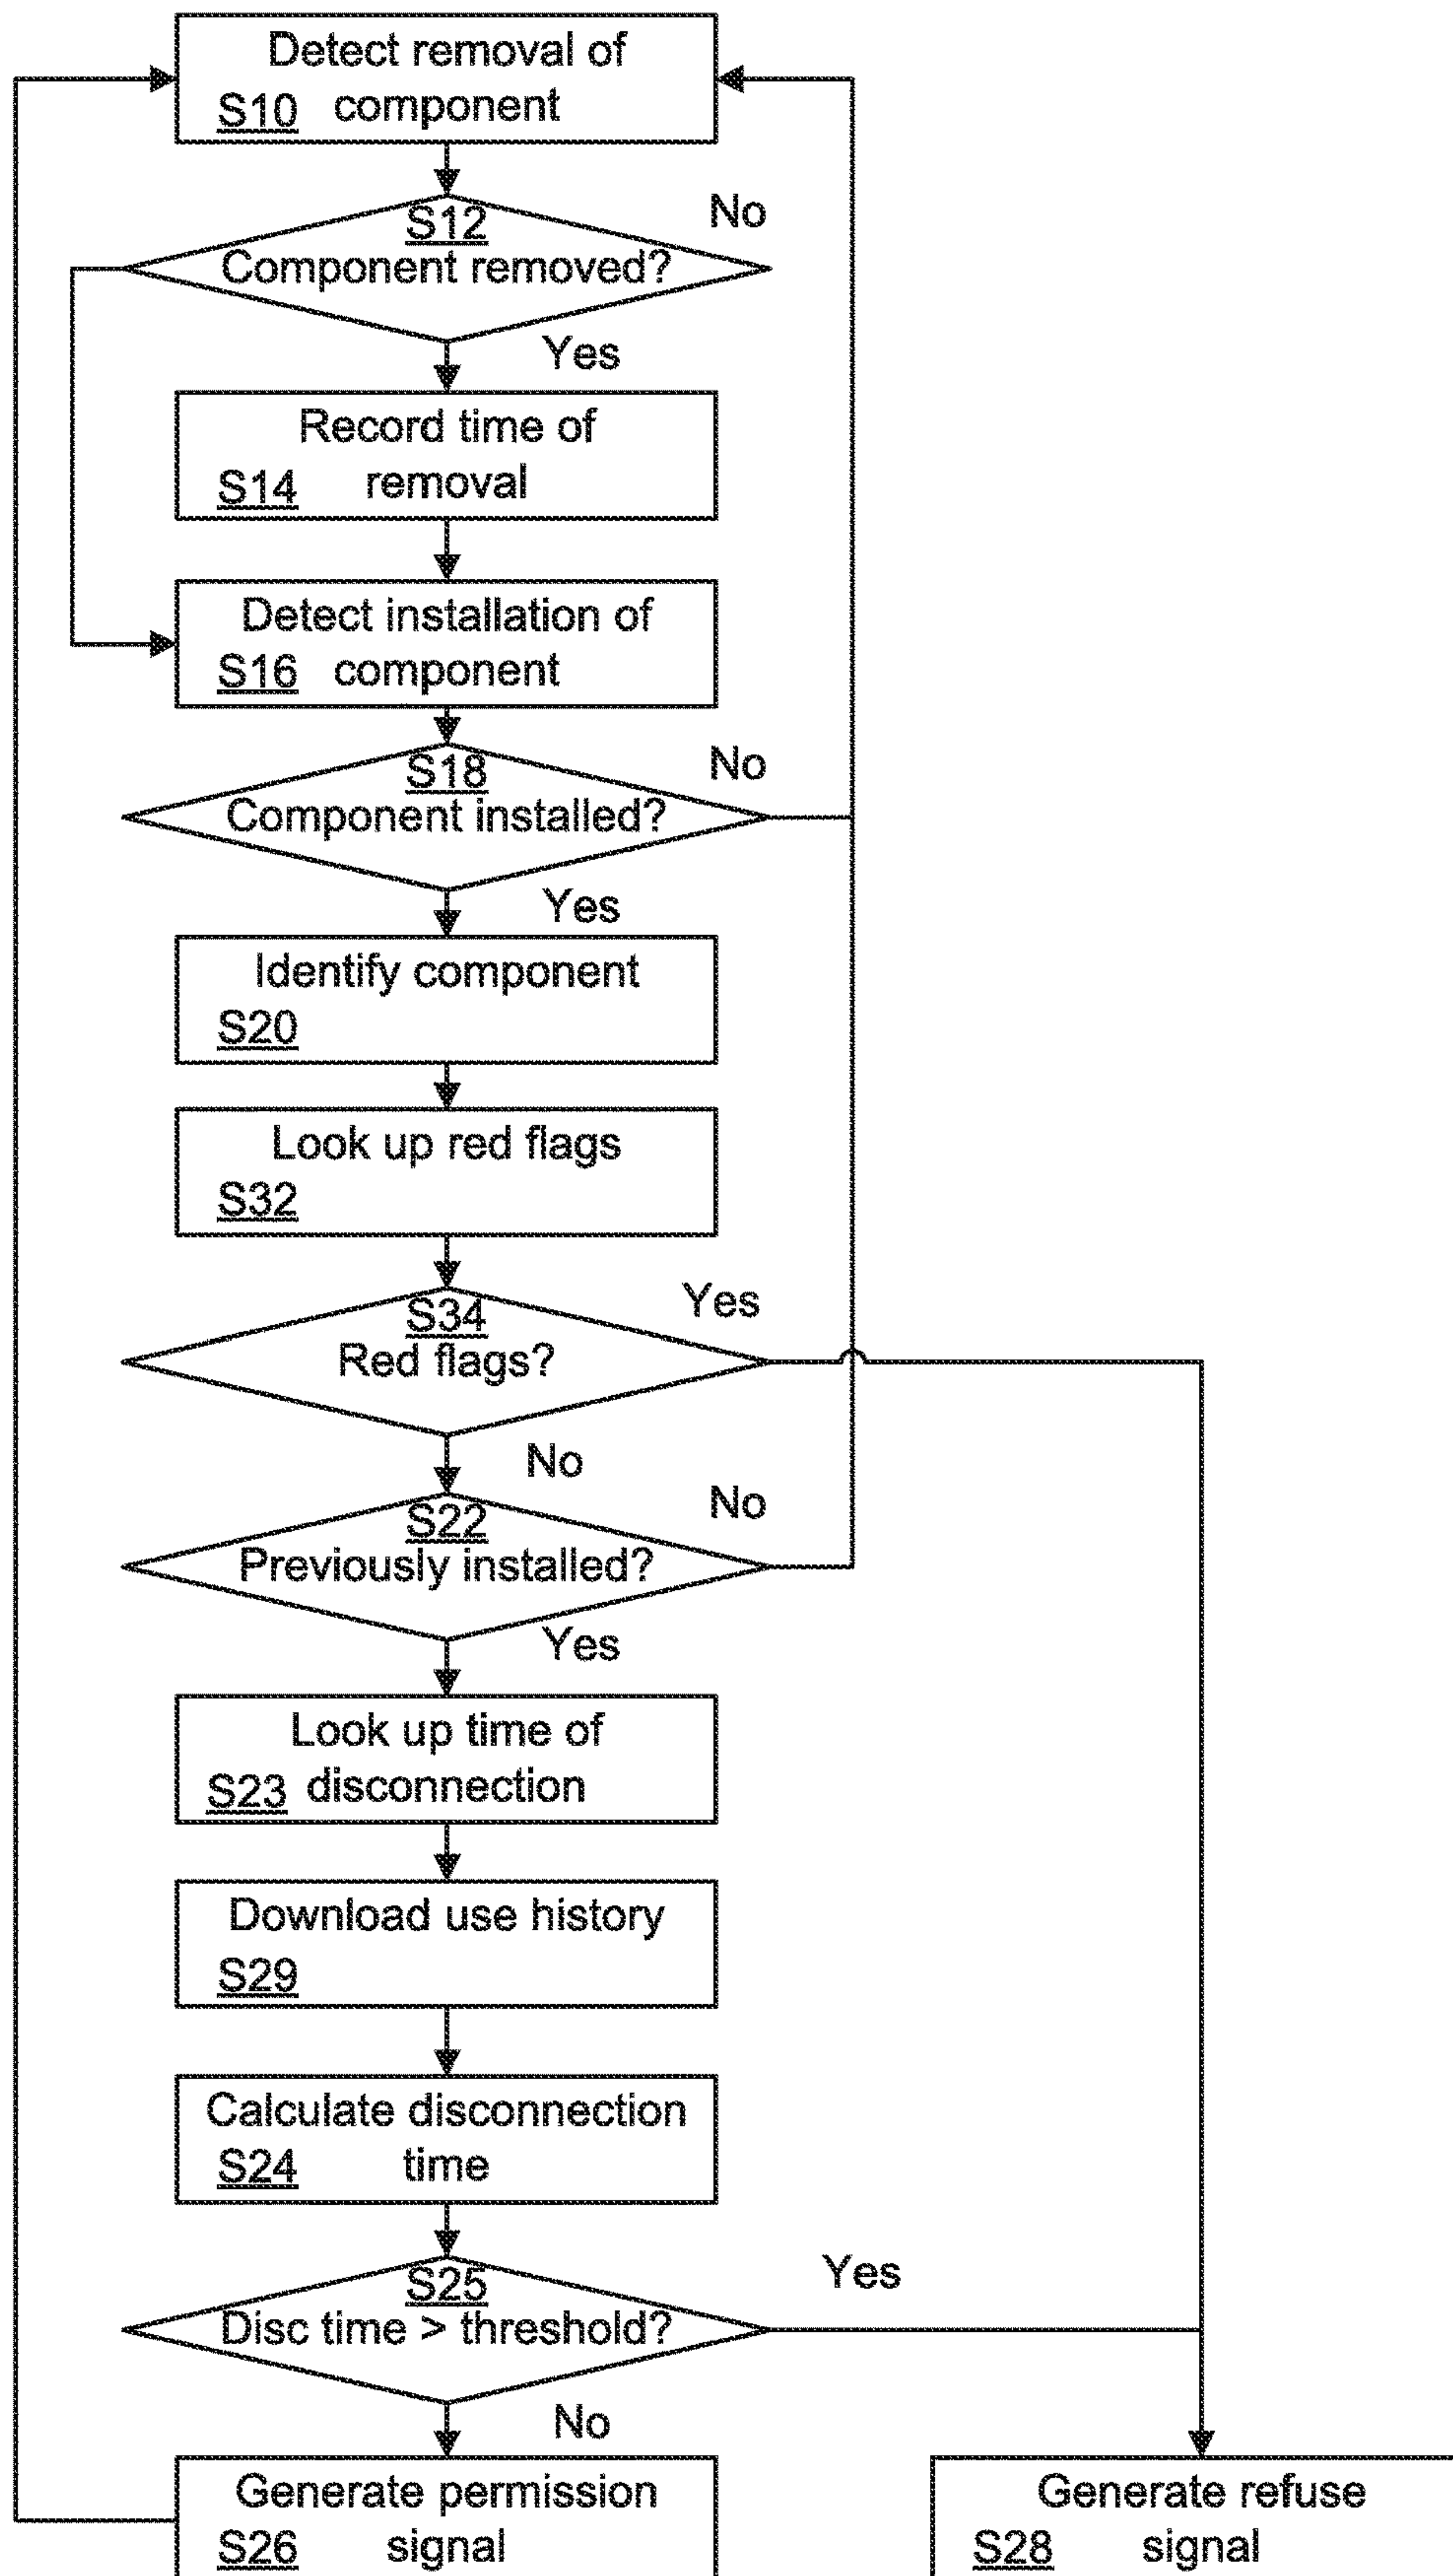 Detect removal of
S10 component
S12
No
Component removed?
Yes
Record time of
S14 removal
Detect installation of
S16 component
S18
No
Component installed?
Yes
Identify component
S20
Look up red flags
S32
Yes
S34
Red flags?
No
No
S22
Previously installed?
Yes
Look up time of
S23 disconnection
Download use history
S29
Calculate disconnection
S24 time
Yes
S25
Disc time > threshold?
No
Generate permission
S26 signal
Generate refuse
S28 signal